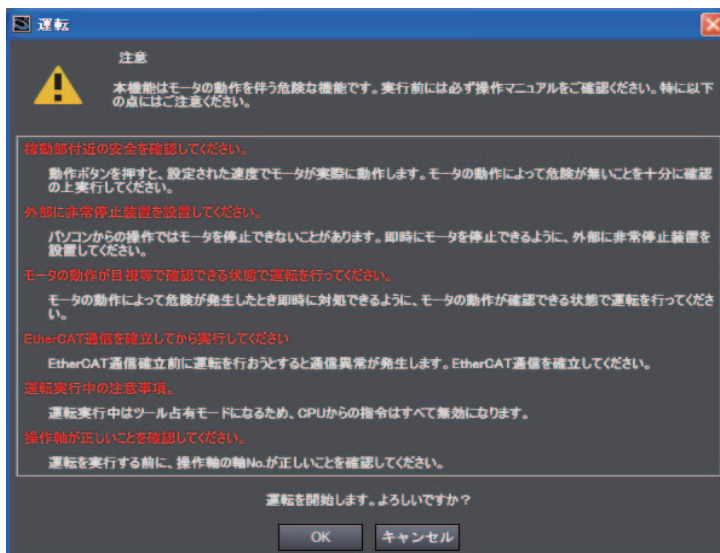 運転
注意
本機能はモータの動作を伴う危険な機能です。実行前には必ず操作マニュアルをご確認ください。特に以下
の点にはご注意ください。
稼動部付近の安全を確認してください。
動作ボタンを押すと、設定された速度でモータが実際に動作します。モータの動作によって危険が無いことを十分に確認
の上実行してください。
外部に非常停止装置を設置してください。
パソコンからの操作ではモータを停止できないことがあります。即時にモータを停止できるように、外部に非常停止装置を
設置してください。
モータの動作が目視等で確認できる状態で運転を行ってください。
モータの動作によって危険が発生したとき即時に対処できるように、モータの動作が確認できる状態で運転を行ってくださ
い。
EtherCAT通信を確立してから実行してください
EtherCAT通信確立前に運転を行おうとすると通信異常が発生します。EtherCAT通信を確立してください。
運転実行中の注意事項。
運転実行中はツール占有モードになるため、CPUからの指令はすべて無効になります。
操作軸が正しいことを確認してください。
運転を実行する前に、操作軸の軸No.が正しいことを確認してください。
運転を開始します。よろしいですか?
OK キャンセル